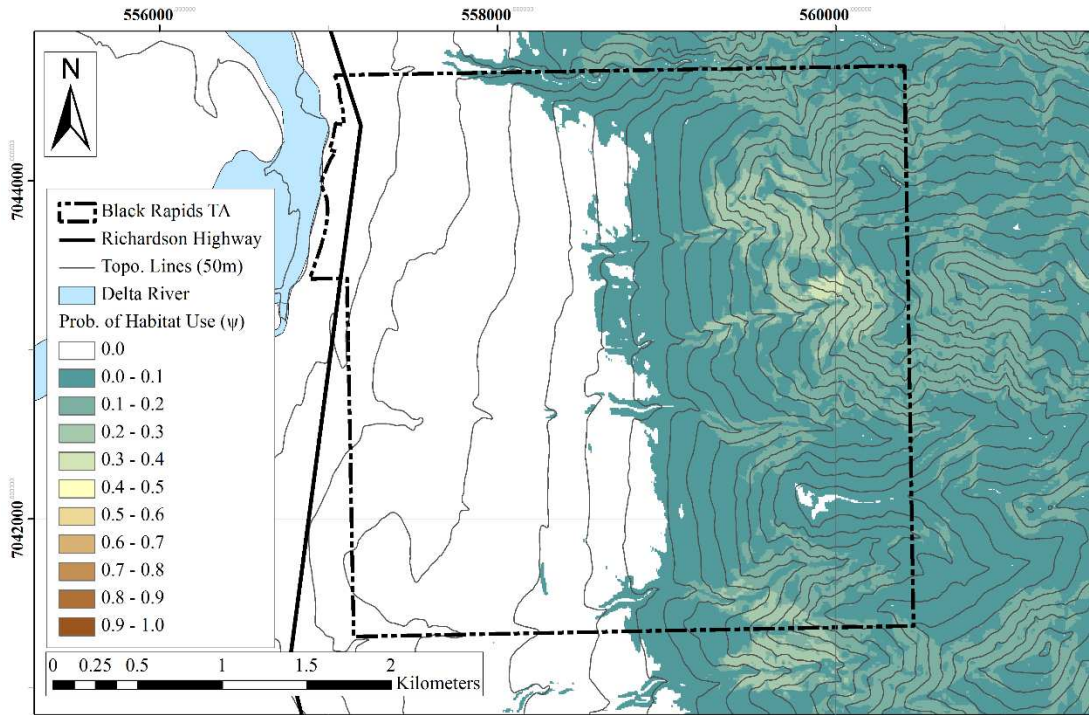 556000
558000
560000
7044000
7042000
N
Black Rapids TA
Richardson Highway
Topo. Lines (50m)
Delta River
Prob. of Habitat Use (ψ)
0.0
0.0 - 0.1
0.1 - 0.2
0.2 - 0.3
0.3 - 0.4
0.4 - 0.5
0.5 - 0.6
0.6 - 0.7
0.7 - 0.8
0.8 - 0.9
0.9 - 1.0
0 0.25 0.5 1 1.5 2
Kilometers